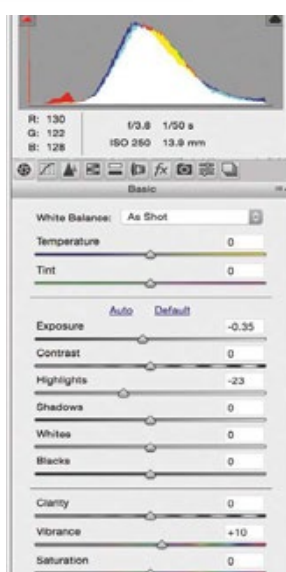 R: 130
G: 122
B: 128
f/3.8 1/50 s
ISO 250 13.9 mm
fx
Basic
White Balance: As Shot
Temperature 0
Tint 0
Auto Default
Exposure -0.35
Contrast 0
Highlights -23
Shadows 0
Whites 0
Blacks 0
Clarity 0
Vibrance +10
Saturation 0